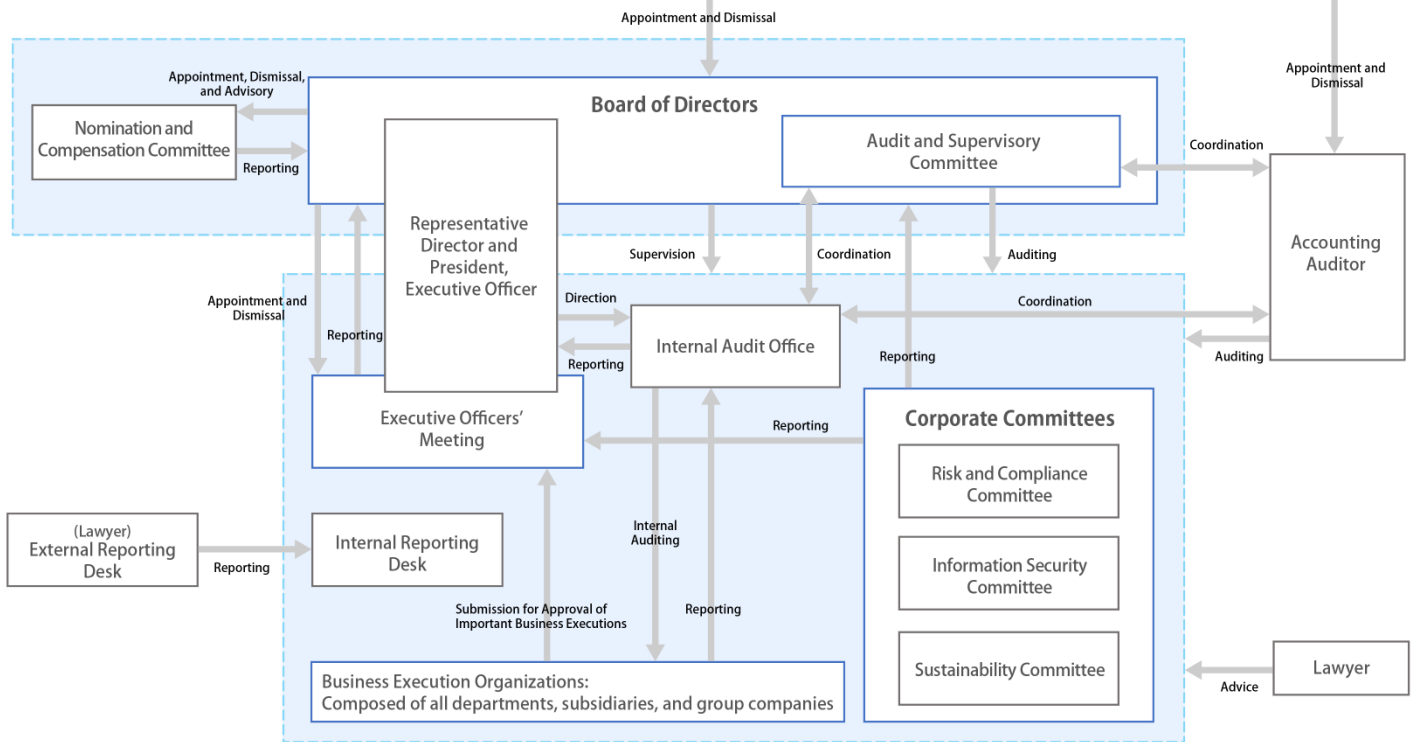 Appointment and Dismissal
Appointment and
Dismissal
Appointment, Dismissal,
and Advisory
Board of Directors
Nomination and
Compensation Committee
Reporting
Audit and Supervisory
Committee
Coordination
Representative
Director and
President,
Executive Officer
Accounting
Auditor
Supervision
Coordination
Auditing
Appointment and
Dismissal
Reporting
Direction
Reporting
Internal Audit Office
Coordination
Auditing
Reporting
Executive Officers’
Meeting
Reporting
Corporate Committees
Risk and Compliance
Committee
Information Security
Committee
Sustainability Committee
(Lawyer)
External Reporting
Desk
Reporting
Internal Reporting
Desk
Internal
Auditing
Submission for Approval of
Important Business Executions
Reporting
Business Execution Organizations:
Composed of all departments, subsidiaries, and group companies
Lawyer
Advice